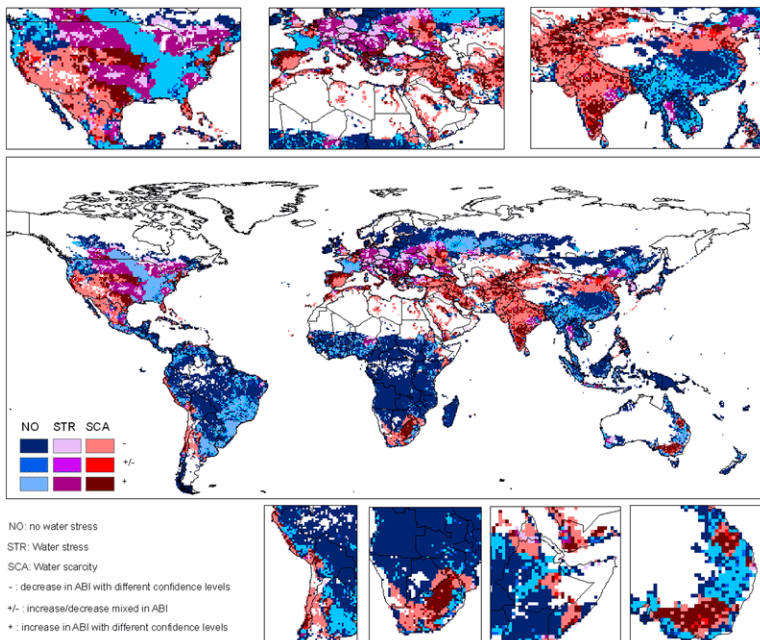 NO STR SCA
-
+/-
+
NO: no water stress
STR: Water stress
SCA: Water scarcity
- : decrease in ABI with different confidence levels
+/- : increase/decrease mixed in ABI
+ : increase in ABI with different confidence levels